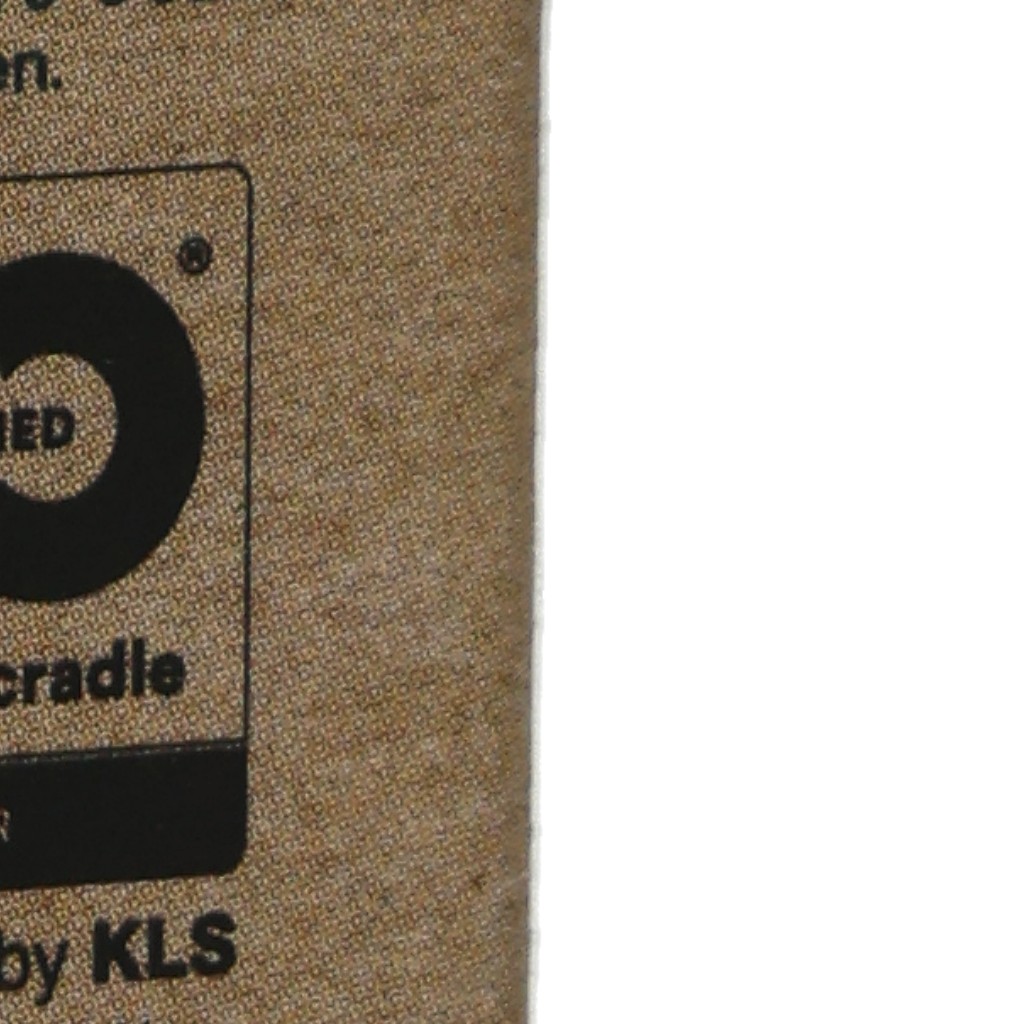 en.
®
IED
cradle
R
by KLS